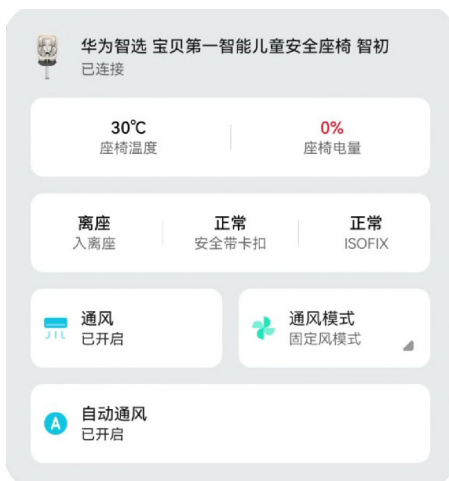 华为智选 宝贝第一智能儿童安全座椅 智初
已连接
30℃
座椅温度
0%
座椅电量
离座
入离座
正常
安全带卡扣
正常
ISOFIX
通风
已开启
通风模式
固定风模式
A
自动通风
已开启